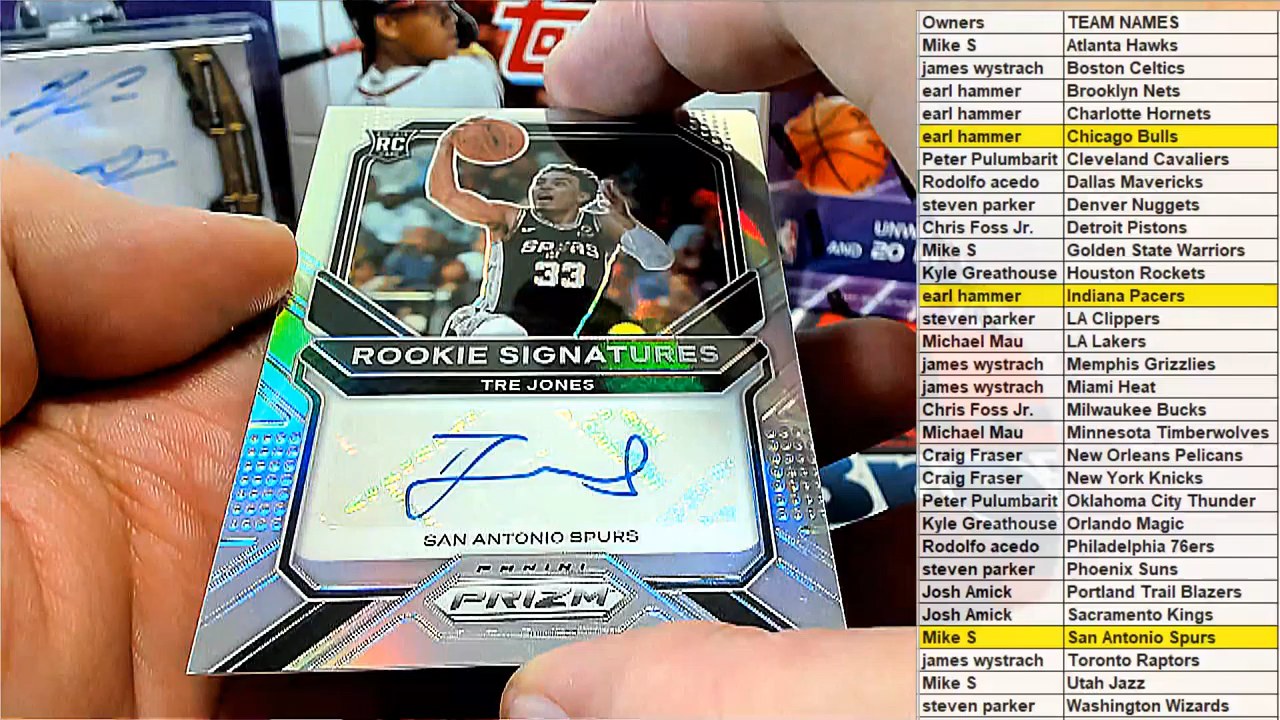 RC
SPURS
33
ROOKIE SIGNATURES
TRE JONES
SAN ANTONIO SPURS
PANINI
PRIZM
AND 20
Owners TEAM NAMES
Mike S Atlanta Hawks
james wystrach Boston Celtics
earl hammer Brooklyn Nets
earl hammer Charlotte Hornets
earl hammer Chicago Bulls
Peter Pulumbarit Cleveland Cavaliers
Rodolfo acedo Dallas Mavericks
steven parker Denver Nuggets
Chris Foss Jr. Detroit Pistons
Mike S Golden State Warriors
Kyle Greathouse Houston Rockets
earl hammer Indiana Pacers
steven parker LA Clippers
Michael Mau LA Lakers
james wystrach Memphis Grizzlies
james wystrach Miami Heat
Chris Foss Jr. Milwaukee Bucks
Michael Mau Minnesota Timberwolves
Craig Fraser New Orleans Pelicans
Craig Fraser New York Knicks
Peter Pulumbarit Oklahoma City Thunder
Kyle Greathouse Orlando Magic
Rodolfo acedo Philadelphia 76ers
steven parker Phoenix Suns
Josh Amick Portland Trail Blazers
Josh Amick Sacramento Kings
Mike S San Antonio Spurs
james wystrach Toronto Raptors
Mike S Utah Jazz
steven parker Washington Wizards